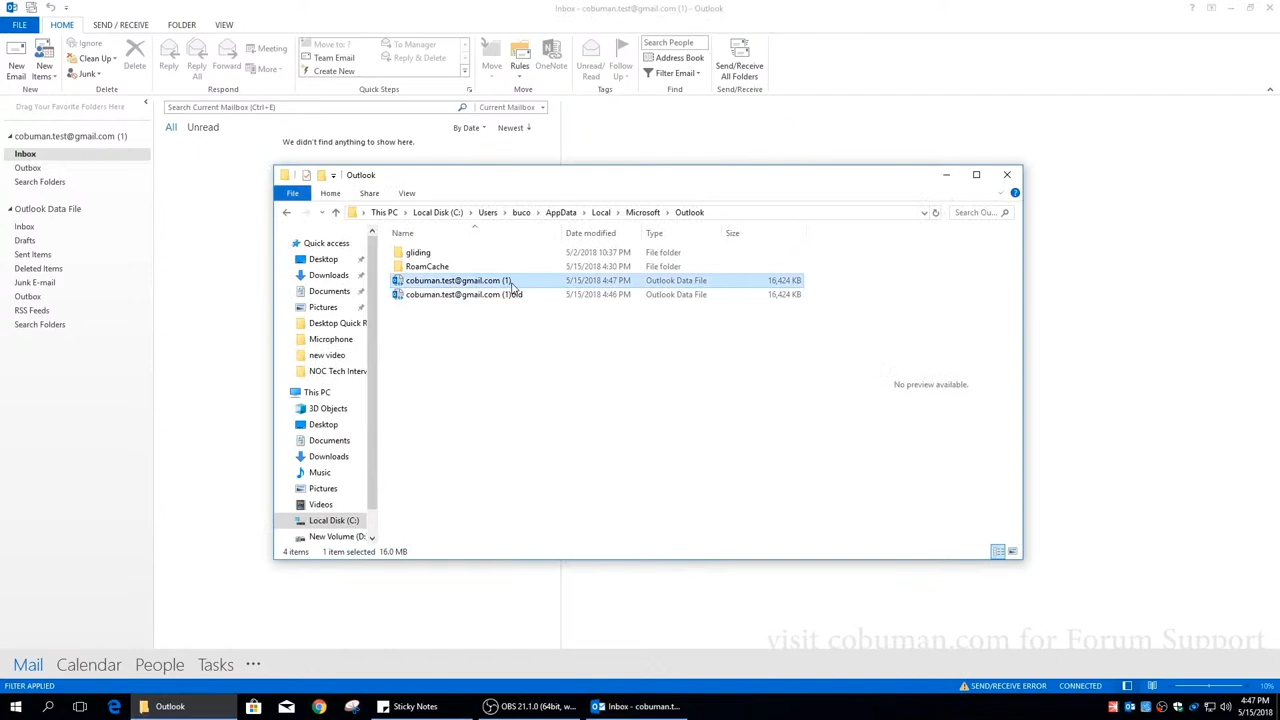 Inbox - cobuman.test@gmail.com (1) - Outlook
FILE HOME SEND / RECEIVE FOLDER VIEW
New Email
New Items
Ignore
Clean Up
Junk
Delete
Reply
Reply All
Forward
Meeting
More
Move to: ?
Team Email
Create New
To Manager
Reply & Delete
Move
Rules
OneNote
Unread/ Read
Follow Up
Search People
Address Book
Filter Email
Send/Receive All Folders
New Delete Respond Quick Steps Move Tags Find Send/Receive
Drag Your Favorite Folders Here
cobuman.test@gmail.com (1)
Inbox
Outbox
Search Folders
Outlook Data File
Inbox
Drafts
Sent Items
Deleted Items
Junk E-mail
Outbox
RSS Feeds
Search Folders
Search Current Mailbox (Ctrl+E)
Current Mailbox
All Unread
By Date Newest
We didn't find anything to show here.
Outlook
File Home Share View
This PC Local Disk (C:) Users buco AppData Local Microsoft Outlook
Search Ou...
Name Date modified Type Size
gliding 5/2/2018 10:37 PM File folder
RoamCache 5/15/2018 4:30 PM File folder
cobuman.test@gmail.com (1) 5/15/2018 4:47 PM Outlook Data File 16,424 KB
cobuman.test@gmail.com (1)old 5/15/2018 4:46 PM Outlook Data File 16,424 KB
Quick access
Desktop
Downloads
Documents
Pictures
Desktop Quick R
Microphone
new video
NOC Tech Interv
This PC
3D Objects
Desktop
Documents
Downloads
Music
Pictures
Videos
Local Disk (C:)
New Volume (D:
No preview available.
4 items 1 item selected 16.0 MB
visit cobuman.com for Forum Support
Mail Calendar People Tasks
FILTER APPLIED
SEND/RECEIVE ERROR CONNECTED 10%
Outlook
Sticky Notes
OBS 21.1.0 (64bit, w...
Inbox - cobuman.t...
4:47 PM
5/15/2018